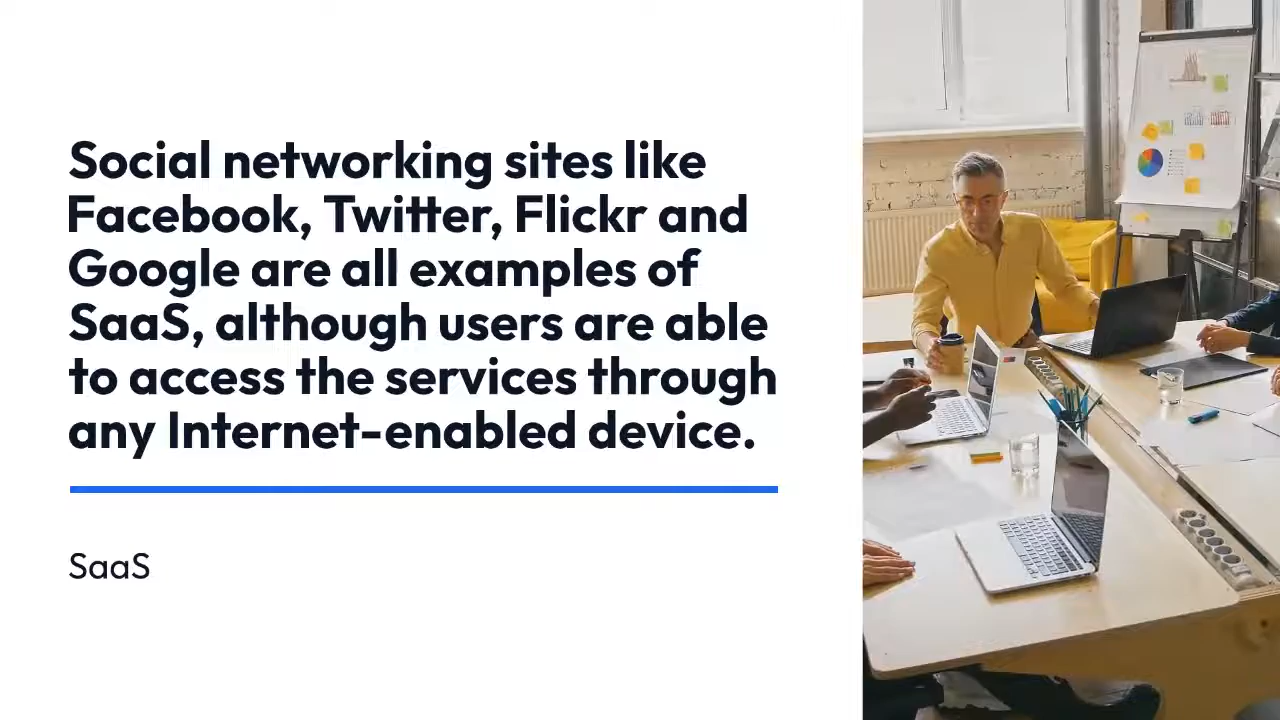 Social networking sites like
Facebook, Twitter, Flickr and
Google are all examples of
SaaS, although users are able
to access the services through
any Internet-enabled device.
SaaS